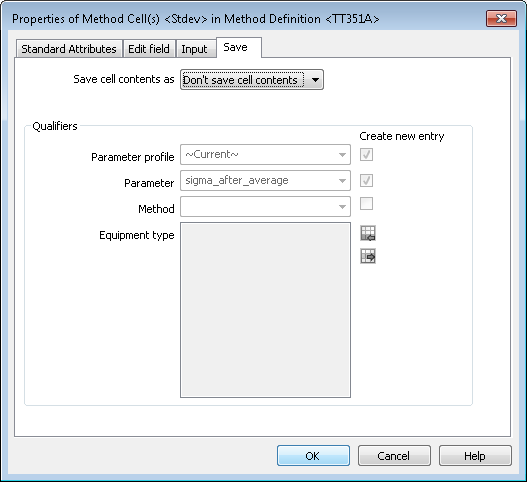 Properties of Method Cell(s) <Stdev> in Method Definition <TT351A>
Standard Attributes Edit field Input Save
Save cell contents as Don't save cell contents
Qualifiers
Create new entry
Parameter profile ~Current~
Parameter sigma_after_average
Method
Equipment type
OK Cancel Help